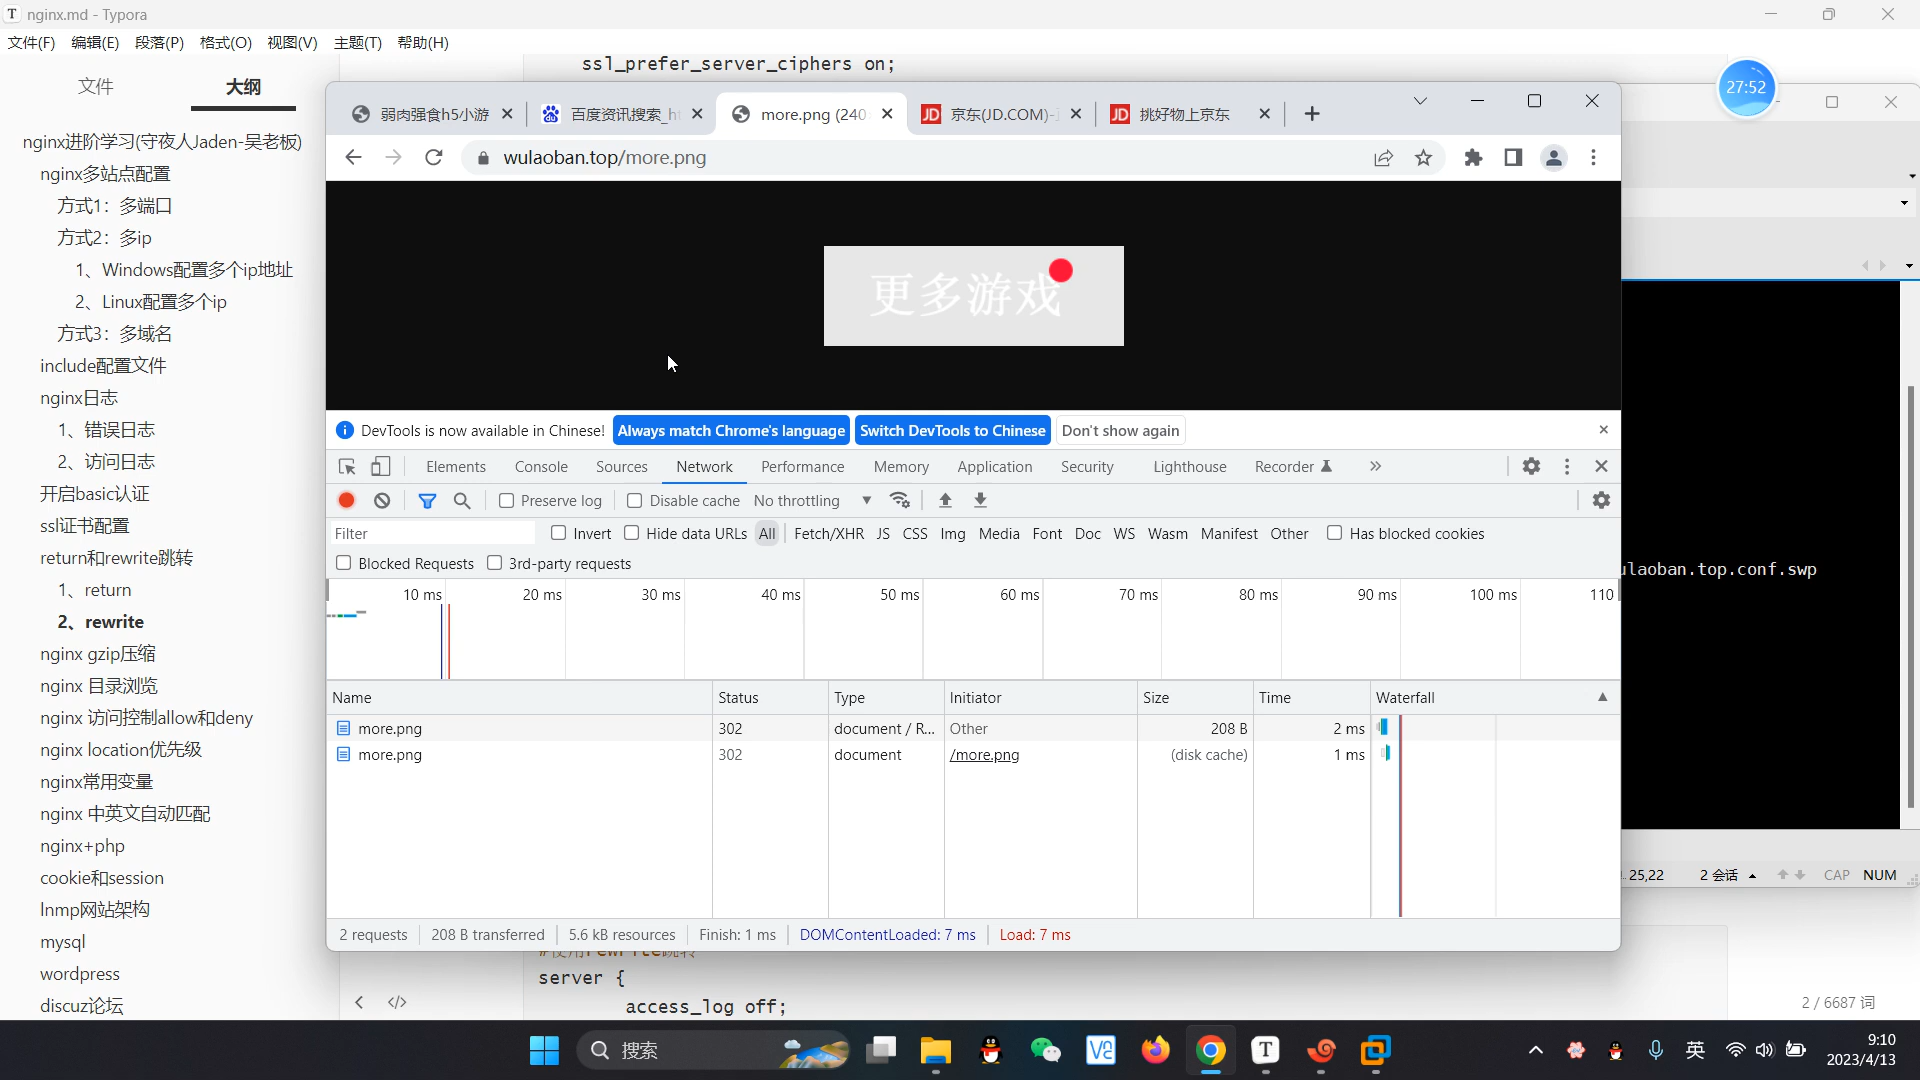 nginx.md - Typora
文件(F) 编辑(E) 段落(P) 格式(O) 视图(V) 主题(T) 帮助(H)
文件 大纲
nginx进阶学习(守夜人Jaden-吴老板)
nginx多站点配置
方式1：多端口
方式2：多ip
1、Windows配置多个ip地址
2、Linux配置多个ip
方式3：多域名
include配置文件
nginx日志
1、错误日志
2、访问日志
开启basic认证
ssl证书配置
return和rewrite跳转
1、return
2、rewrite
nginx gzip压缩
nginx 目录浏览
nginx 访问控制allow和deny
nginx location优先级
nginx常用变量
nginx 中英文自动匹配
nginx+php
cookie和session
lnmp网站架构
mysql
wordpress
discuz论坛
ssl_prefer_server_ciphers on;
27:52
弱肉强食h5小游 百度资讯搜索_ht more.png (240 京东(JD.COM)- 挑好物上京东
wulaoban.top/more.png
更多游戏
DevTools is now available in Chinese! Always match Chrome's language Switch DevTools to Chinese Don't show again
Elements Console Sources Network Performance Memory Application Security Lighthouse Recorder
Preserve log Disable cache No throttling
Filter Invert Hide data URLs All Fetch/XHR JS CSS Img Media Font Doc WS Wasm Manifest Other Has blocked cookies
Blocked Requests 3rd-party requests
10 ms 20 ms 30 ms 40 ms 50 ms 60 ms 70 ms 80 ms 90 ms 100 ms 110
Name Status Type Initiator Size Time Waterfall
more.png 302 document / R... Other 208 B 2 ms
more.png 302 document /more.png (disk cache) 1 ms
2 requests 208 B transferred 5.6 kB resources Finish: 1 ms DOMContentLoaded: 7 ms Load: 7 ms
ulaoban.top.conf.swp
25,22 2 会话 CAP NUM
#使用rewrite跳转
server {
access_log off;
2 / 6687 词
搜索
英
9:10
2023/4/13